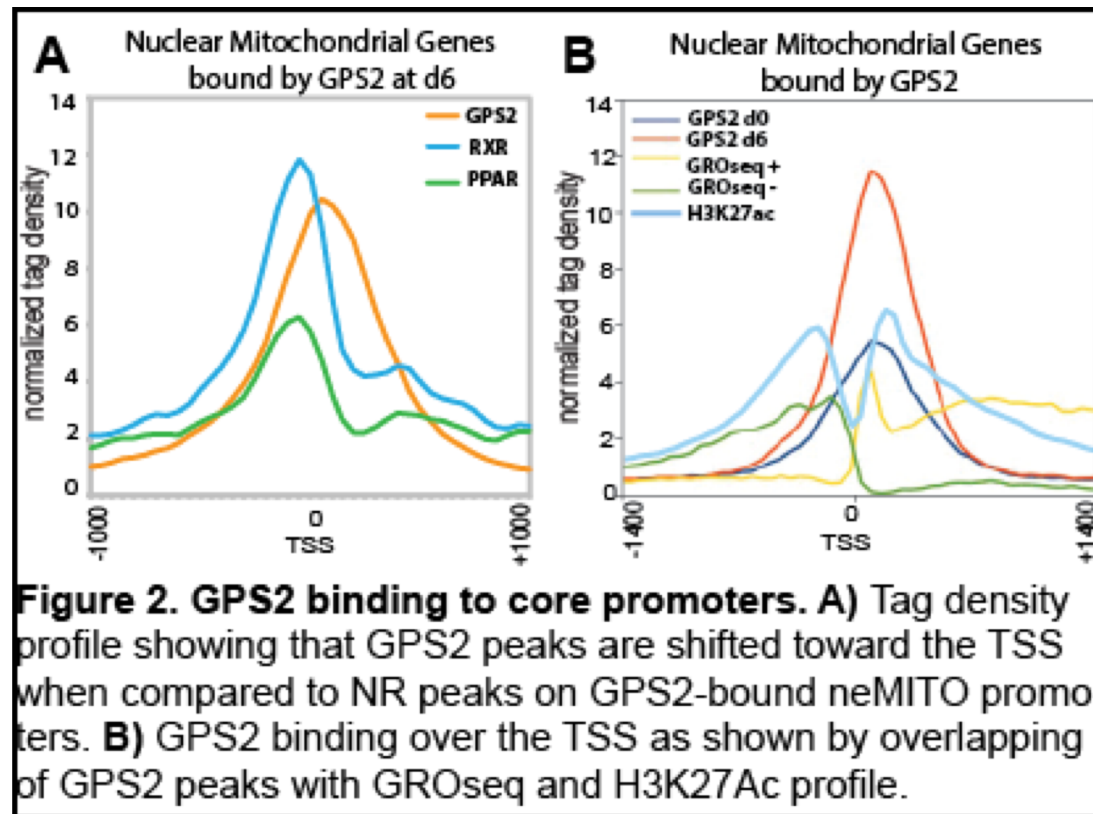 A
Nuclear Mitochondrial Genes
bound by GPS2 at d6
14
12
10
8
6
4
2
0
normalized tag density
GPS2
RXR
PPAR
-1000
0
+1000
TSS
B
Nuclear Mitochondrial Genes
bound by GPS2
14
12
10
8
6
4
2
0
normalized tag density
GPS2 d0
GPS2 d6
GROseq +
GROseq -
H3K27ac
-1400
0
+1400
TSS
Figure 2. GPS2 binding to core promoters. A) Tag density
profile showing that GPS2 peaks are shifted toward the TSS
when compared to NR peaks on GPS2-bound neMITO promo-
ters. B) GPS2 binding over the TSS as shown by overlapping
of GPS2 peaks with GROseq and H3K27Ac profile.